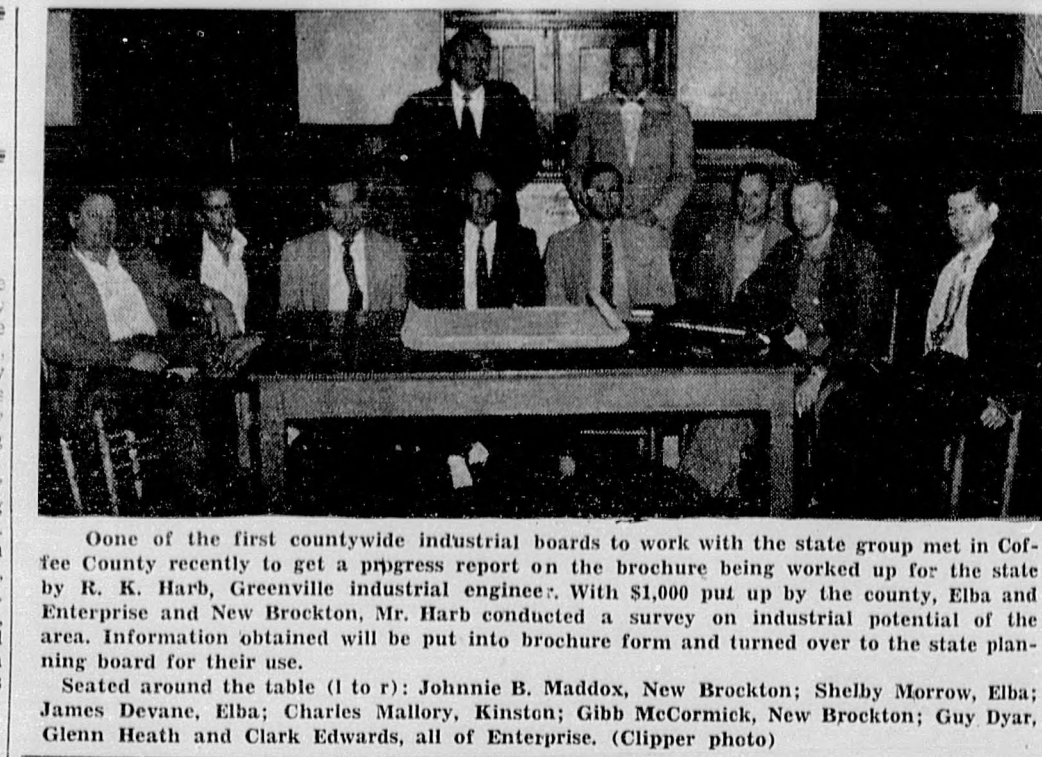 Oone of the first countywide industrial boards to work with the state group met in Cof-
fee County recently to get a progress report on the brochure being worked up for the state
by R. K. Harb, Greenville industrial engineer. With $1,000 put up by the county, Elba and
Enterprise and New Brockton, Mr. Harb conducted a survey on industrial potential of the
area. Information obtained will be put into brochure form and turned over to the state plan-
ning board for their use.
Seated around the table (l to r): Johnnie B. Maddox, New Brockton; Shelby Morrow, Elba;
James Devane, Elba; Charles Mallory, Kinston; Gibb McCormick, New Brockton; Guy Dyar,
Glenn Heath and Clark Edwards, all of Enterprise. (Clipper photo)